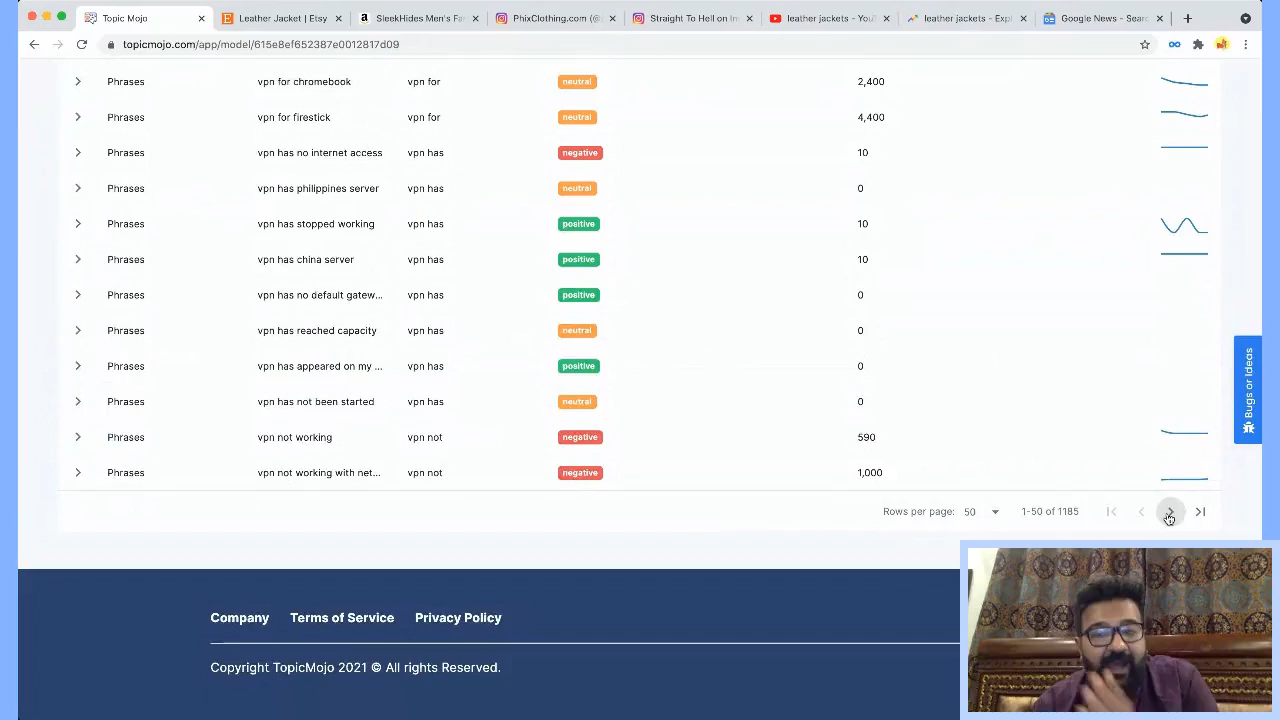 Topic Mojo
Leather Jacket | Etsy
SleekHides Men's Fa
PhixClothing.com (@
Straight To Hell on In
leather jackets - YouT
leather jackets - Expl
Google News - Sear
topicmojo.com/app/model/615e8ef652387e0012817d09
Phrases vpn for chromebook vpn for neutral 2,400
Phrases vpn for firestick vpn for neutral 4,400
Phrases vpn has no internet access vpn has negative 10
Phrases vpn has philippines server vpn has neutral 0
Phrases vpn has stopped working vpn has positive 10
Phrases vpn has china server vpn has positive 10
Phrases vpn has no default gatew... vpn has positive 0
Phrases vpn has reached capacity vpn has neutral 0
Phrases vpn has appeared on my ... vpn has positive 0
Phrases vpn has not been started vpn has neutral 0
Phrases vpn not working vpn not negative 590
Phrases vpn not working with net... vpn not negative 1,000
Rows per page: 50 1-50 of 1185
Bugs or Ideas
Company Terms of Service Privacy Policy
Copyright TopicMojo 2021 © All rights Reserved.